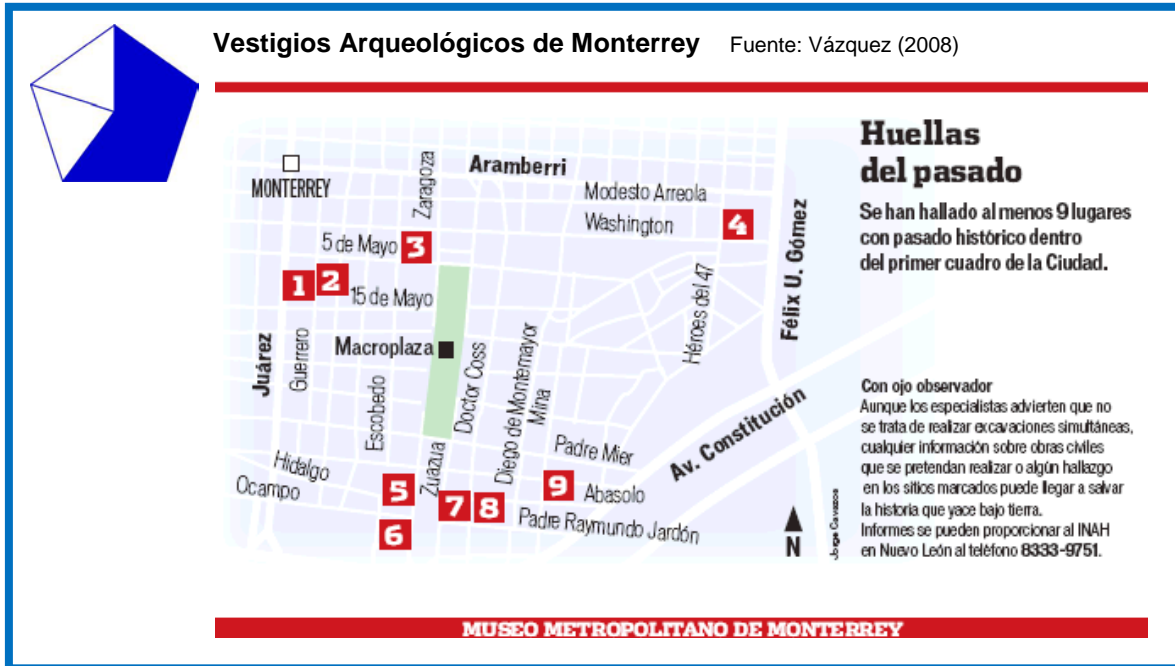 Vestigios Arqueológicos de Monterrey Fuente: Vázquez (2008)
Huellas
del pasado
Se han hallado al menos 9 lugares
con pasado histórico dentro
del primer cuadro de la Ciudad.
MONTERREY
Zaragoza
Aramberri
Modesto Arreola
Washington
4
5 de Mayo
3
1
2
15 de Mayo
Félix U. Gómez
Héroes del 47
Juárez
Guerrero
Macroplaza
Escobedo
Doctor Coss
Diego de Montemayor
Mina
Av. Constitución
Hidalgo
Ocampo
Zuazua
Padre Mier
5
6
7
8
9
Abasolo
Padre Raymundo Jardón
N
Jorge Cavazos
Con ojo observador
Aunque los especialistas advierten que no
se trata de realizar excavaciones simultáneas,
cualquier información sobre obras civiles
que se pretendan realizar o algún hallazgo
en los sitios marcados puede llegar a salvar
la historia que yace bajo tierra.
Informes se pueden proporcionar al INAH
en Nuevo León al teléfono 8333-9751.
MUSEO METROPOLITANO DE MONTERREY